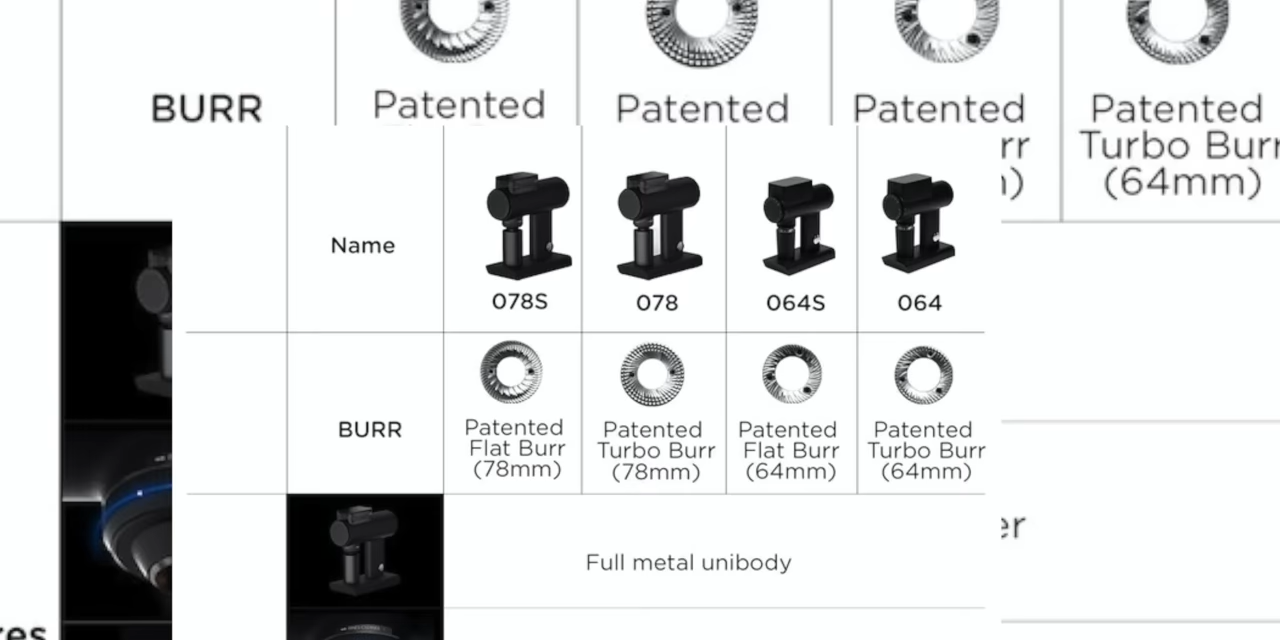 BURR
Patented
Patented
Patented
Patented
Turbo Burr
(64mm)
Name
078S
078
064S
064
BURR
Patented
Flat Burr
(78mm)
Patented
Turbo Burr
(78mm)
Patented
Flat Burr
(64mm)
Patented
Turbo Burr
(64mm)
Full metal unibody